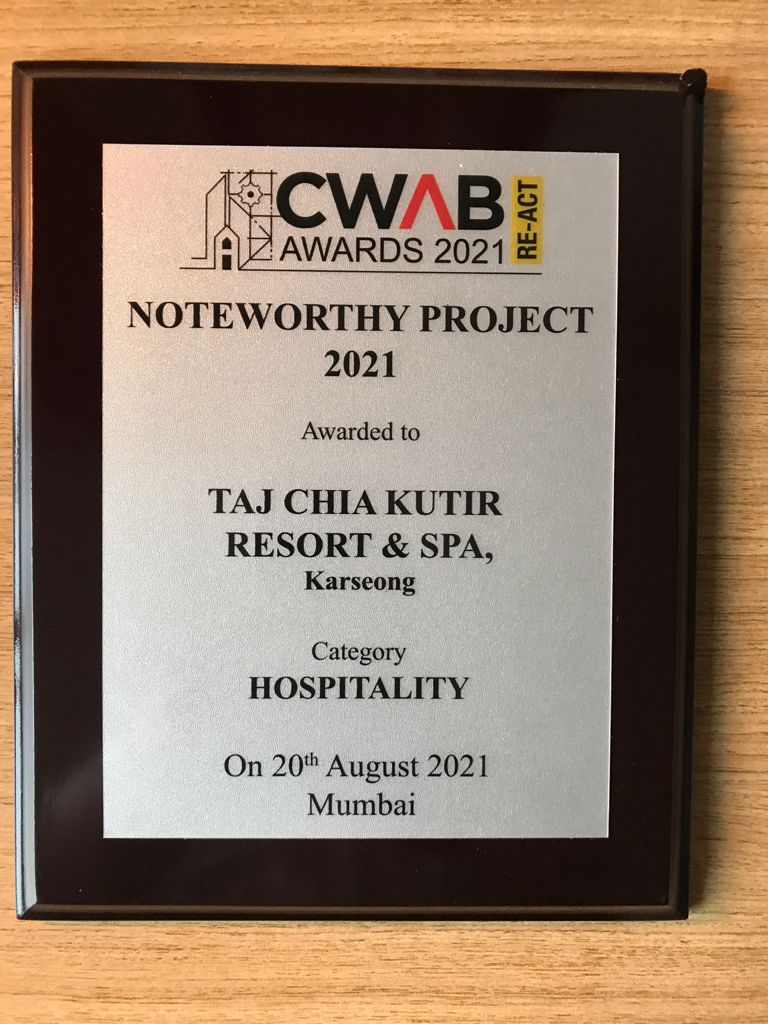 CWAB
AWARDS 2021
RE-ACT
NOTEWORTHY PROJECT
2021
Awarded to
TAJ CHIA KUTIR
RESORT & SPA,
Karseong
Category
HOSPITALITY
On 20th August 2021
Mumbai